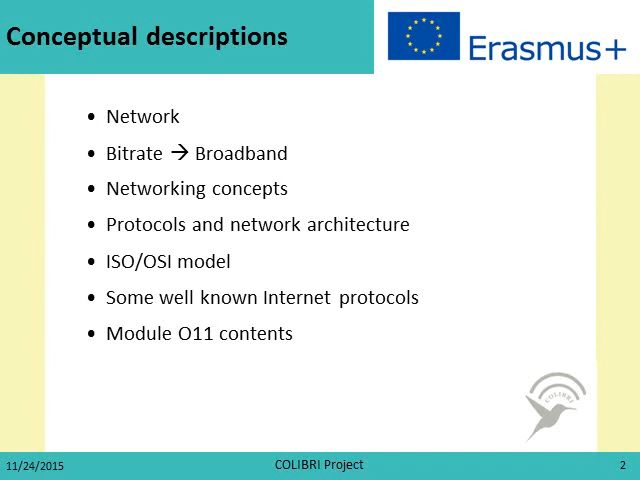 Conceptual descriptions
Erasmus+
• Network
• Bitrate → Broadband
• Networking concepts
• Protocols and network architecture
• ISO/OSI model
• Some well known Internet protocols
• Module O11 contents
COLIBRI
11/24/2015
COLIBRI Project
2